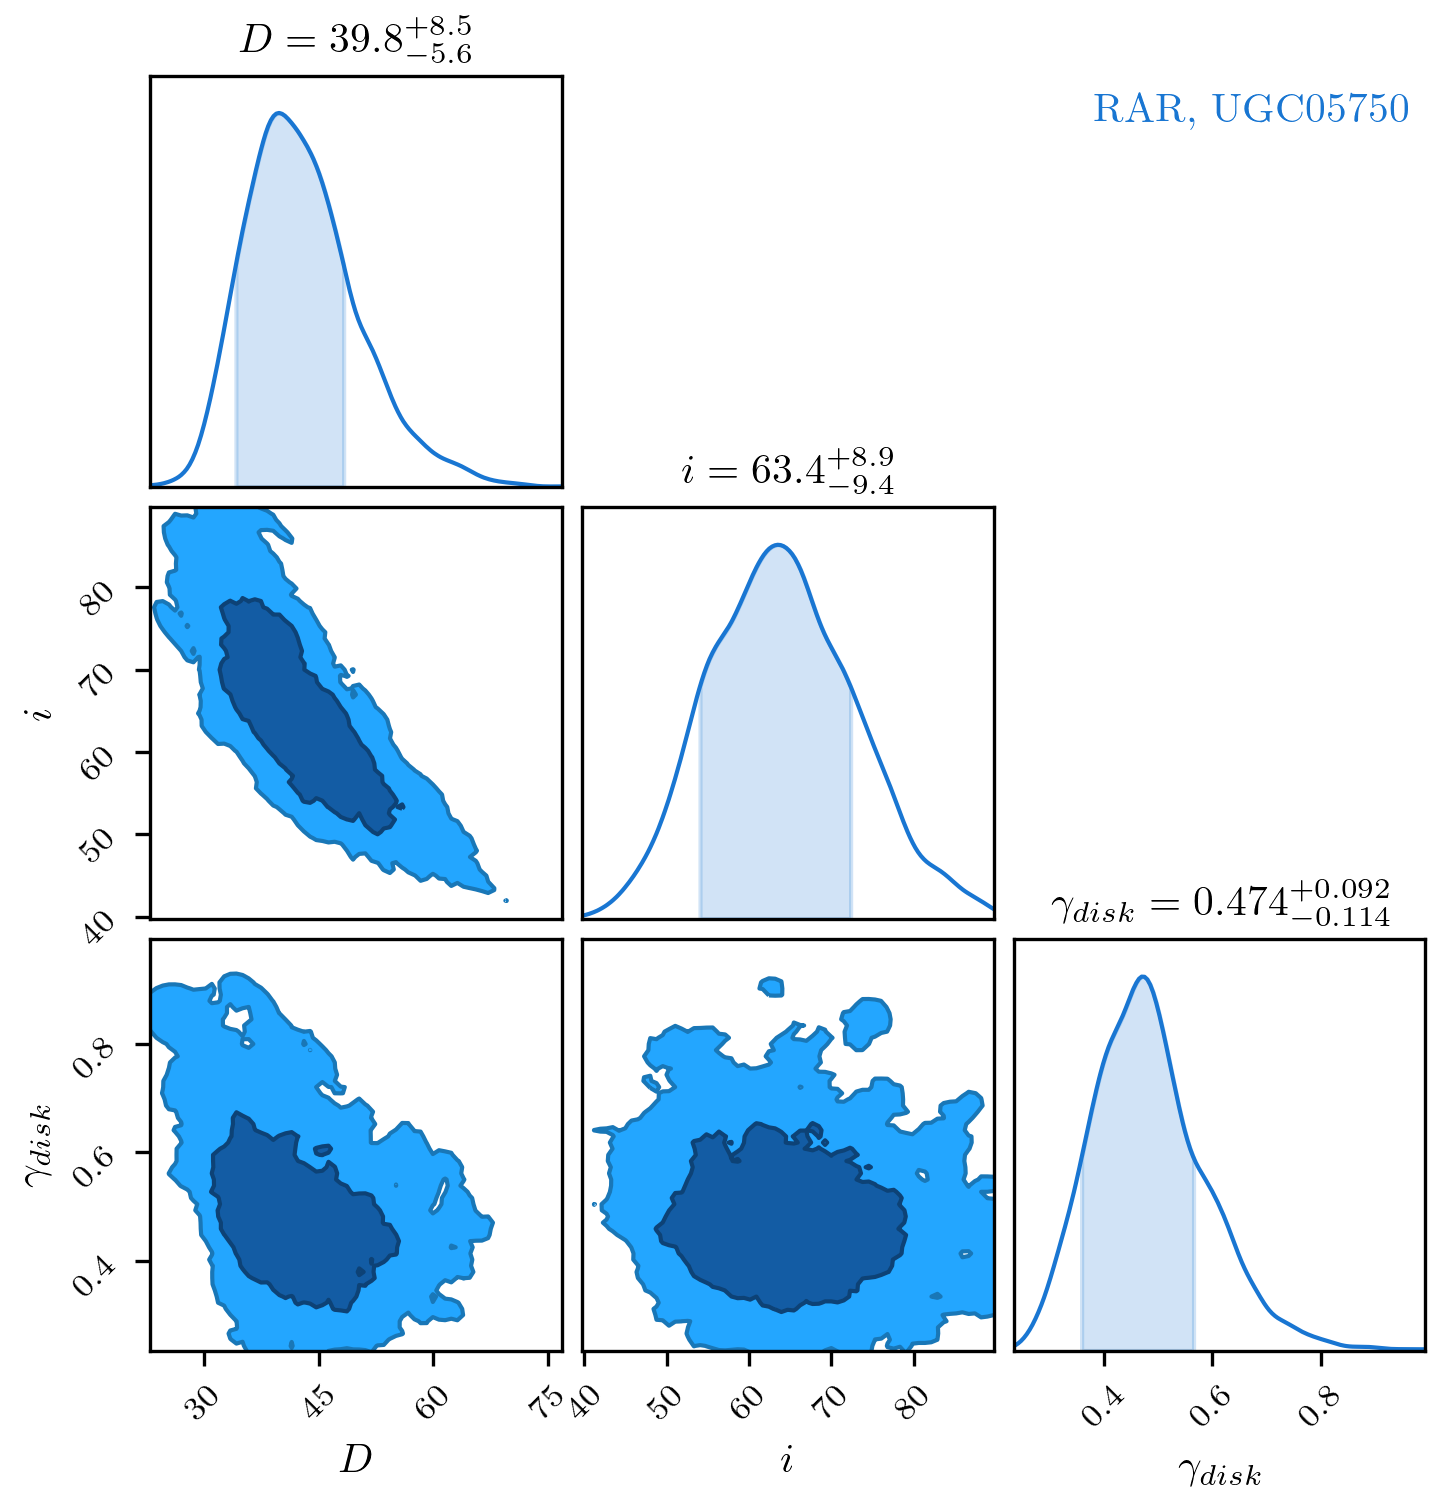 D = 39.8^{+8.5}_{-5.6}
RAR, UGC05750
i = 63.4^{+8.9}_{-9.4}
80
70
60
50
40
i
γ_{disk} = 0.474^{+0.092}_{-0.114}
0.8
0.6
0.4
γ_{disk}
30 45 60 75
40 50 60 70 80
0.4 0.6 0.8
D
i
γ_{disk}